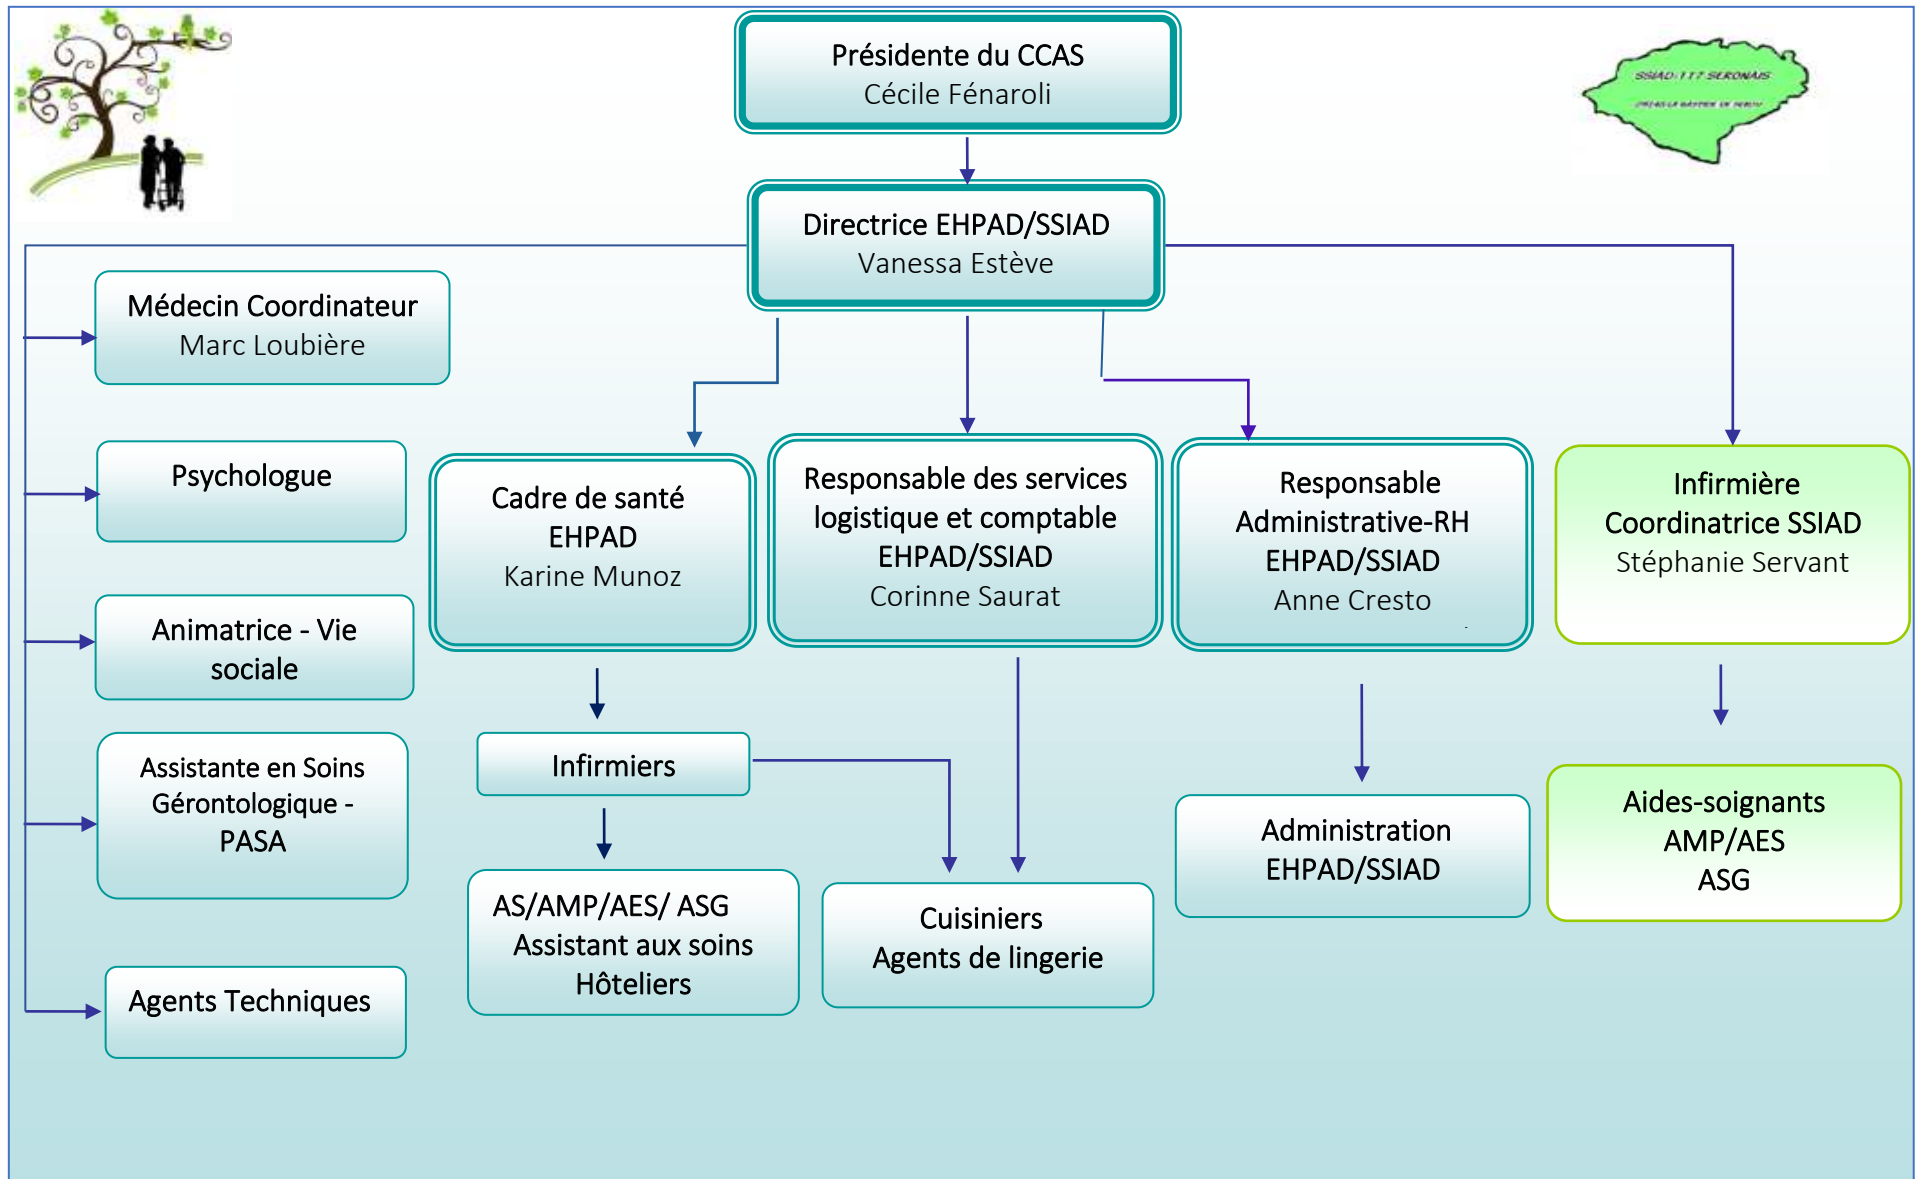 Présidente du CCAS
Cécile Fénaroli
SSIAD 117 SERONAIS
Directrice EHPAD/SSIAD
Vanessa Estève
Médecin Coordinateur
Marc Loubière
Psychologue
Animatrice - Vie
sociale
Assistante en Soins
Gérontologique -
PASA
Agents Techniques
Cadre de santé
EHPAD
Karine Munoz
Responsable des services
logistique et comptable
EHPAD/SSIAD
Corinne Saurat
Responsable
Administrative-RH
EHPAD/SSIAD
Anne Cresto
Infirmière
Coordinatrice SSIAD
Stéphanie Servant
Infirmiers
AS/AMP/AES/ ASG
Assistant aux soins
Hôteliers
Cuisiniers
Agents de lingerie
Administration
EHPAD/SSIAD
Aides-soignants
AMP/AES
ASG